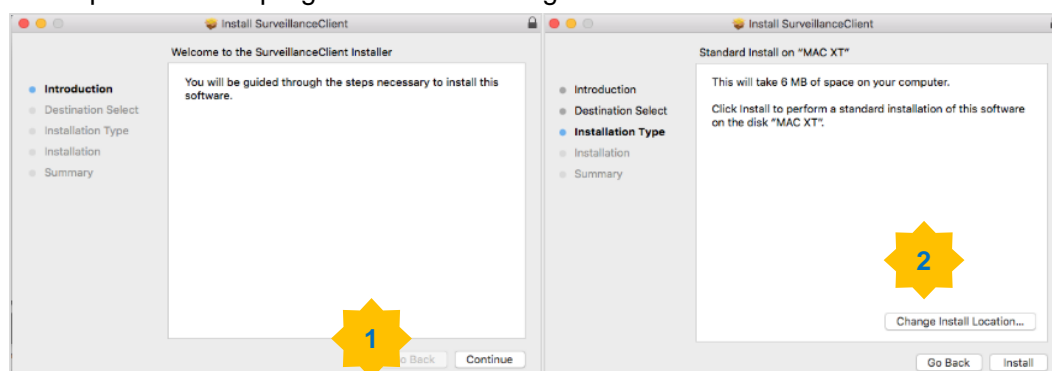 Install SurveillanceClient
Welcome to the SurveillanceClient Installer
Introduction
Destination Select
Installation Type
Installation
Summary
You will be guided through the steps necessary to install this
software.
1
Back
Continue
Install SurveillanceClient
Standard Install on "MAC XT"
Introduction
Destination Select
Installation Type
Installation
Summary
This will take 6 MB of space on your computer.
Click Install to perform a standard installation of this software
on the disk "MAC XT".
2
Change Install Location...
Go Back
Install